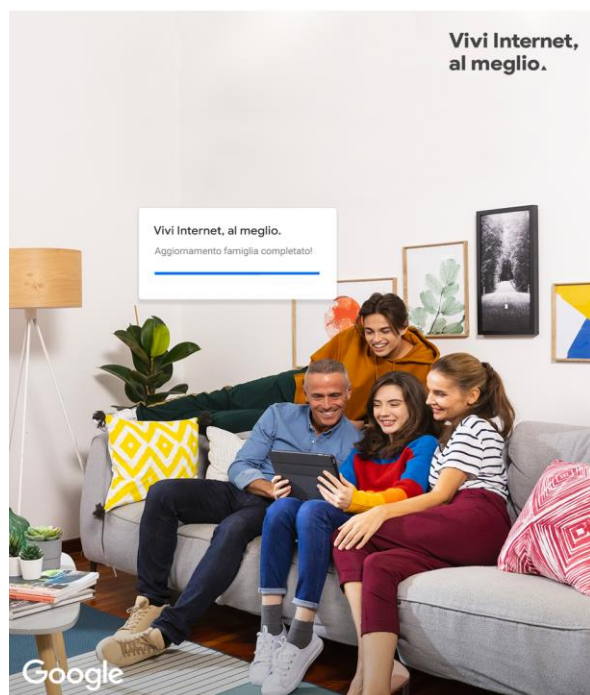 Vivi Internet,
al meglio.
Vivi Internet, al meglio.
Aggiornamento famiglia completato!
Google